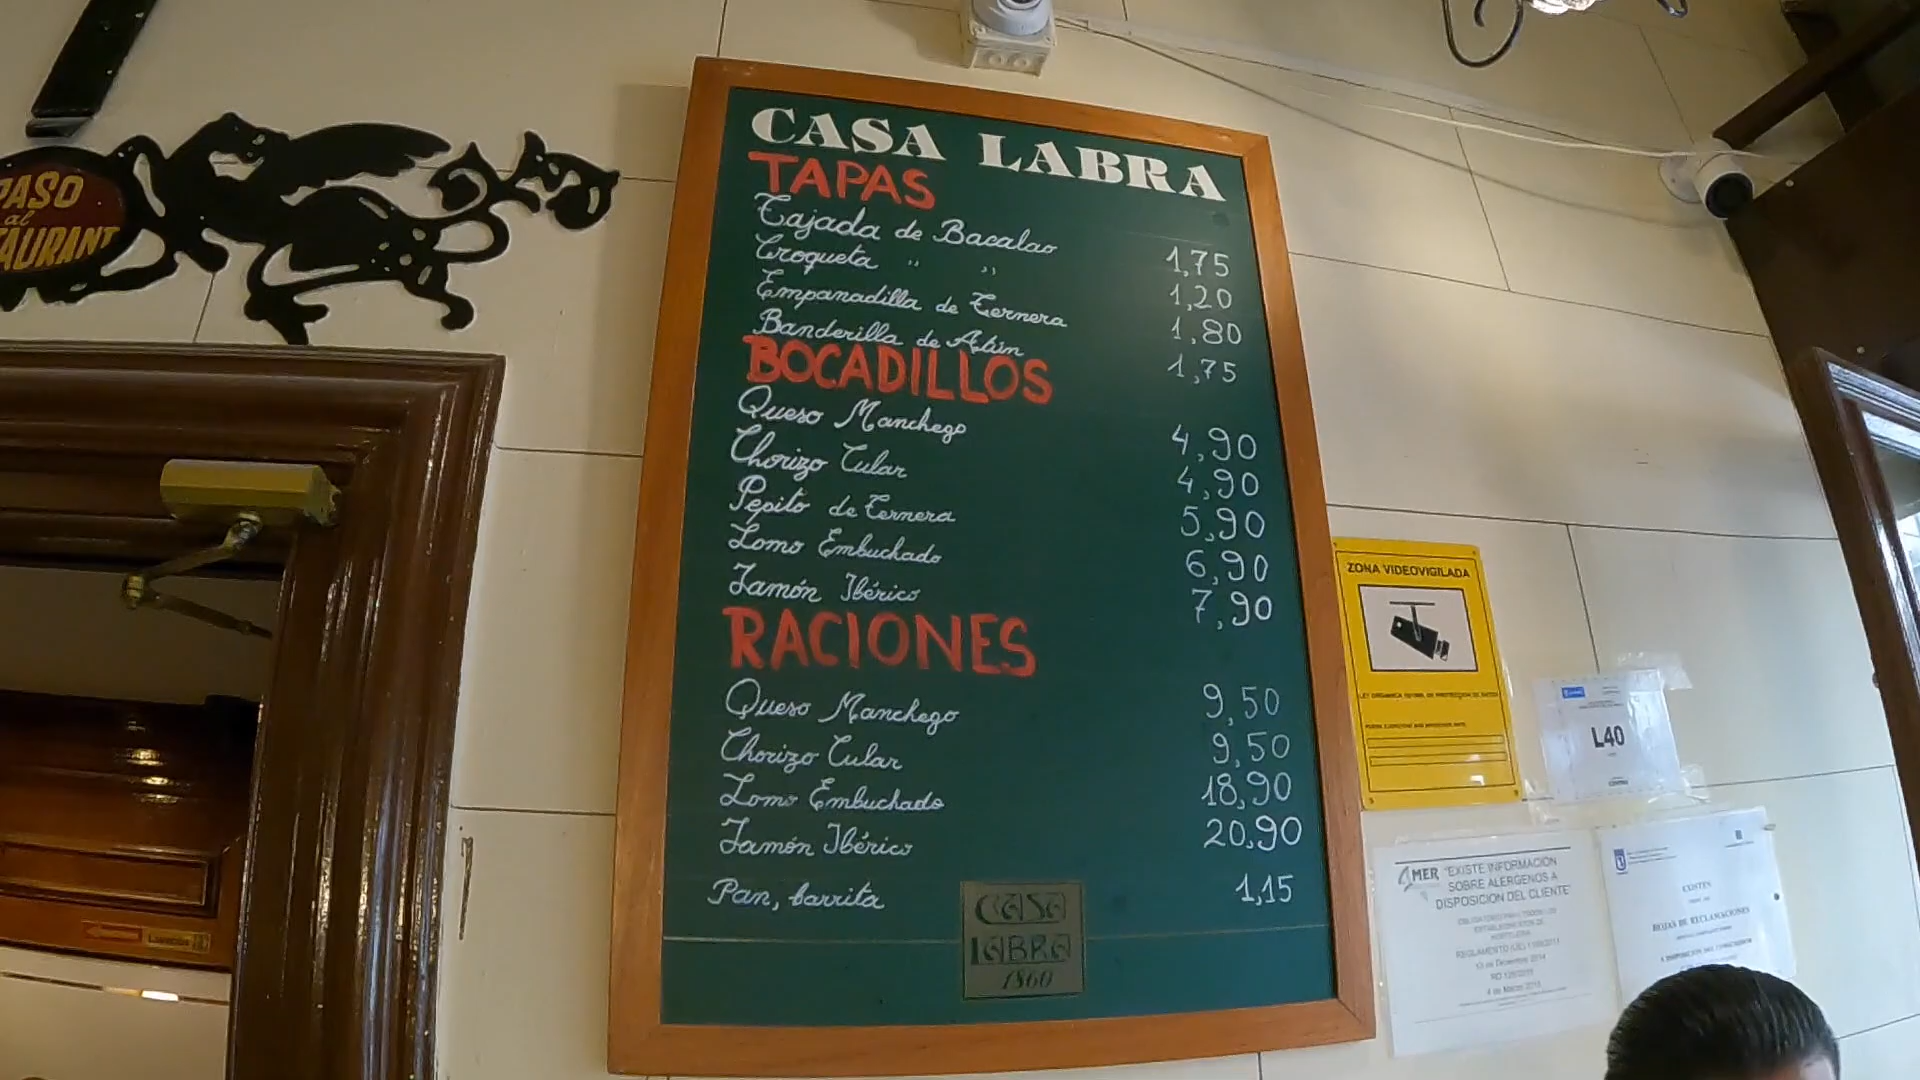 PASO
al
CASA LABRA
TAPAS
Tajada de Bacalao 1,75
Croqueta " " 1,20
Empanadilla de Ternera 1,80
Banderilla de Atún 1,75
BOCADILLOS
Queso Manchego 4,90
Chorizo Cular 4,90
Pepito de Ternera 5,90
Lomo Embuchado 6,90
Jamón Ibérico 7,90
RACIONES
Queso Manchego 9,50
Chorizo Cular 9,50
Lomo Embuchado 18,90
Jamón Ibérico 20,90
Pan, barrita 1,15
CASA
LABRA
1860
ZONA VIDEOVIGILADA
L40
"EXISTE INFORMACIÓN
SOBRE ALERGENOS A
DISPOSICION DEL CLIENTE"
EXISTEN
HOJAS DE RECLAMACIONES